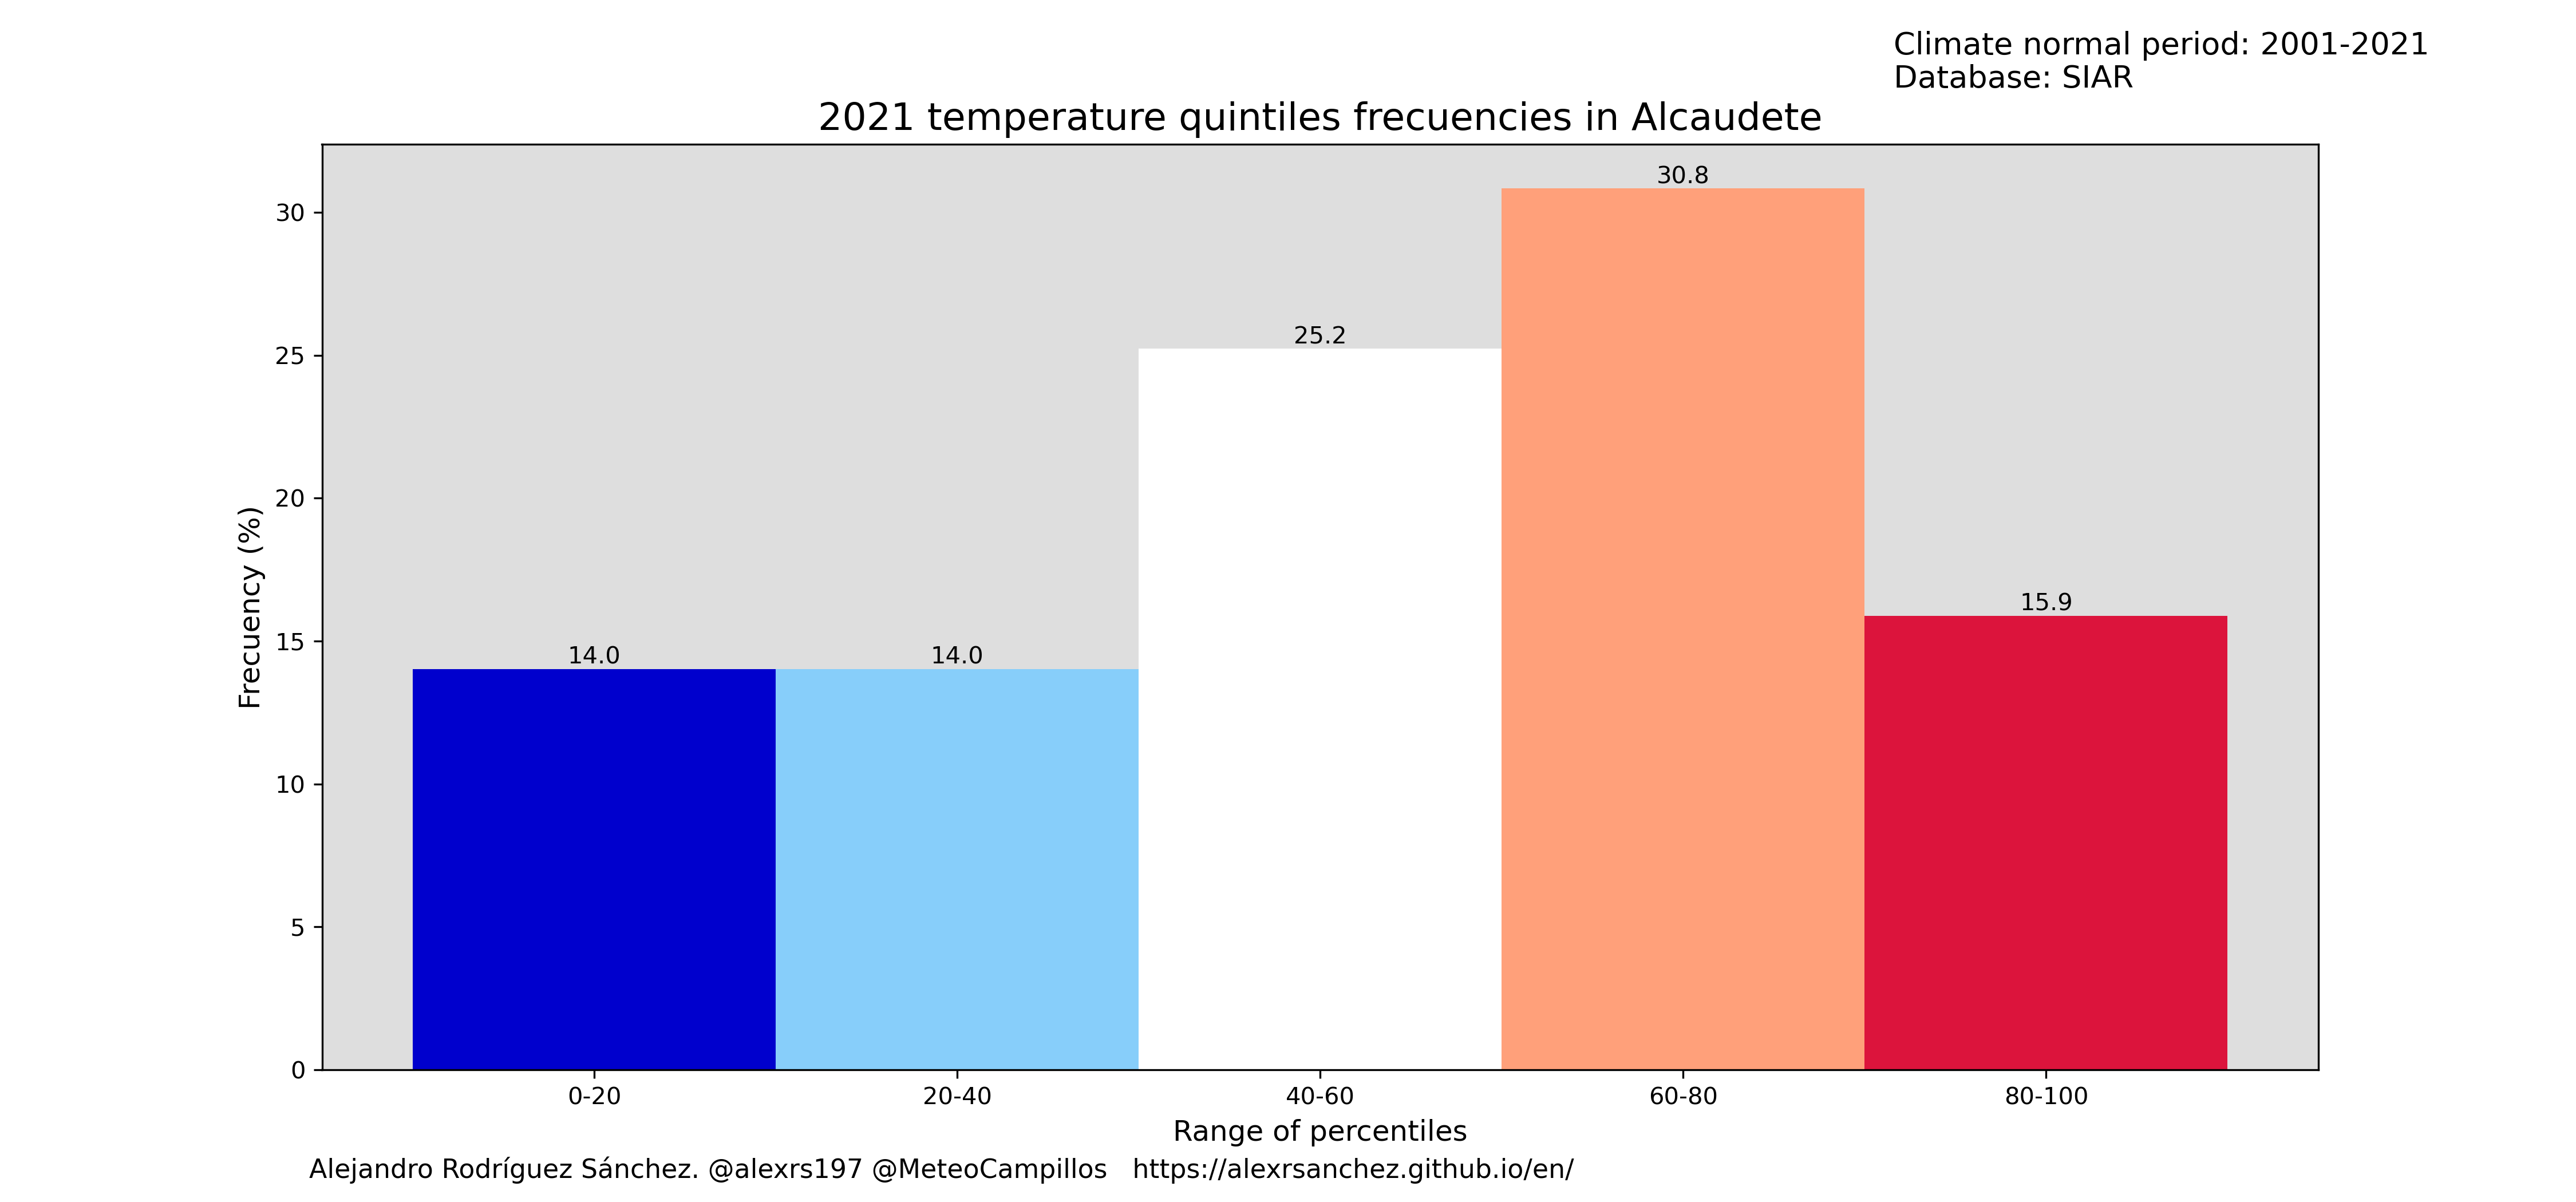 Climate normal period: 2001-2021
Database: SIAR
2021 temperature quintiles frecuencies in Alcaudete
Frecuency (%)
30
25
20
15
10
5
0
14.0
14.0
25.2
30.8
15.9
0-20
20-40
40-60
60-80
80-100
Range of percentiles
Alejandro Rodríguez Sánchez. @alexrs197 @MeteoCampillos   https://alexrsanchez.github.io/en/